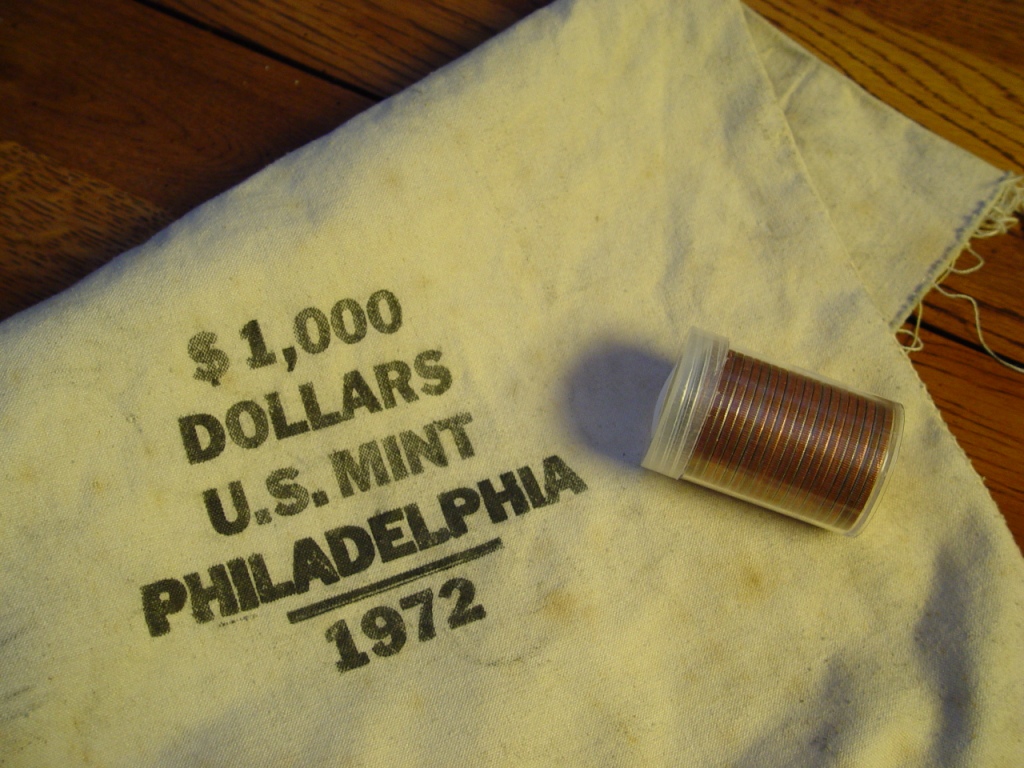 $1,000
DOLLARS
U.S. MINT
PHILADELPHIA
1972